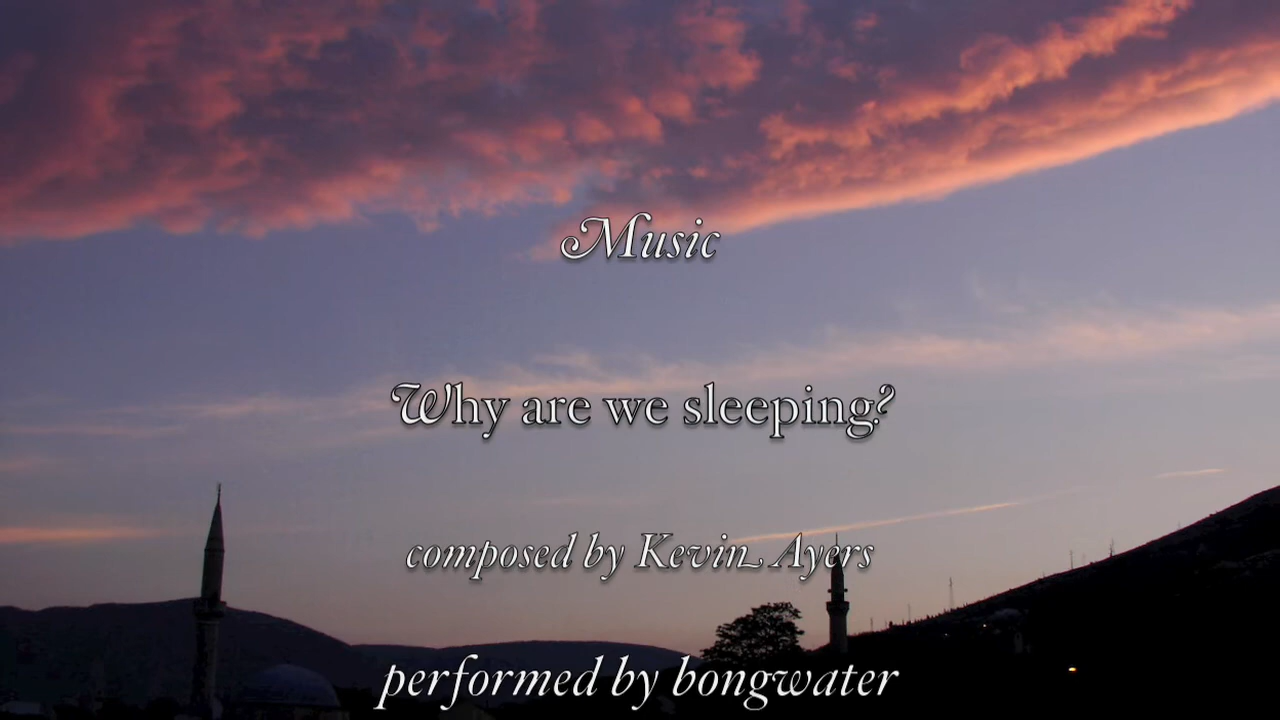 Music
Why are we sleeping?
composed by Kevin Ayers
performed by bongwater